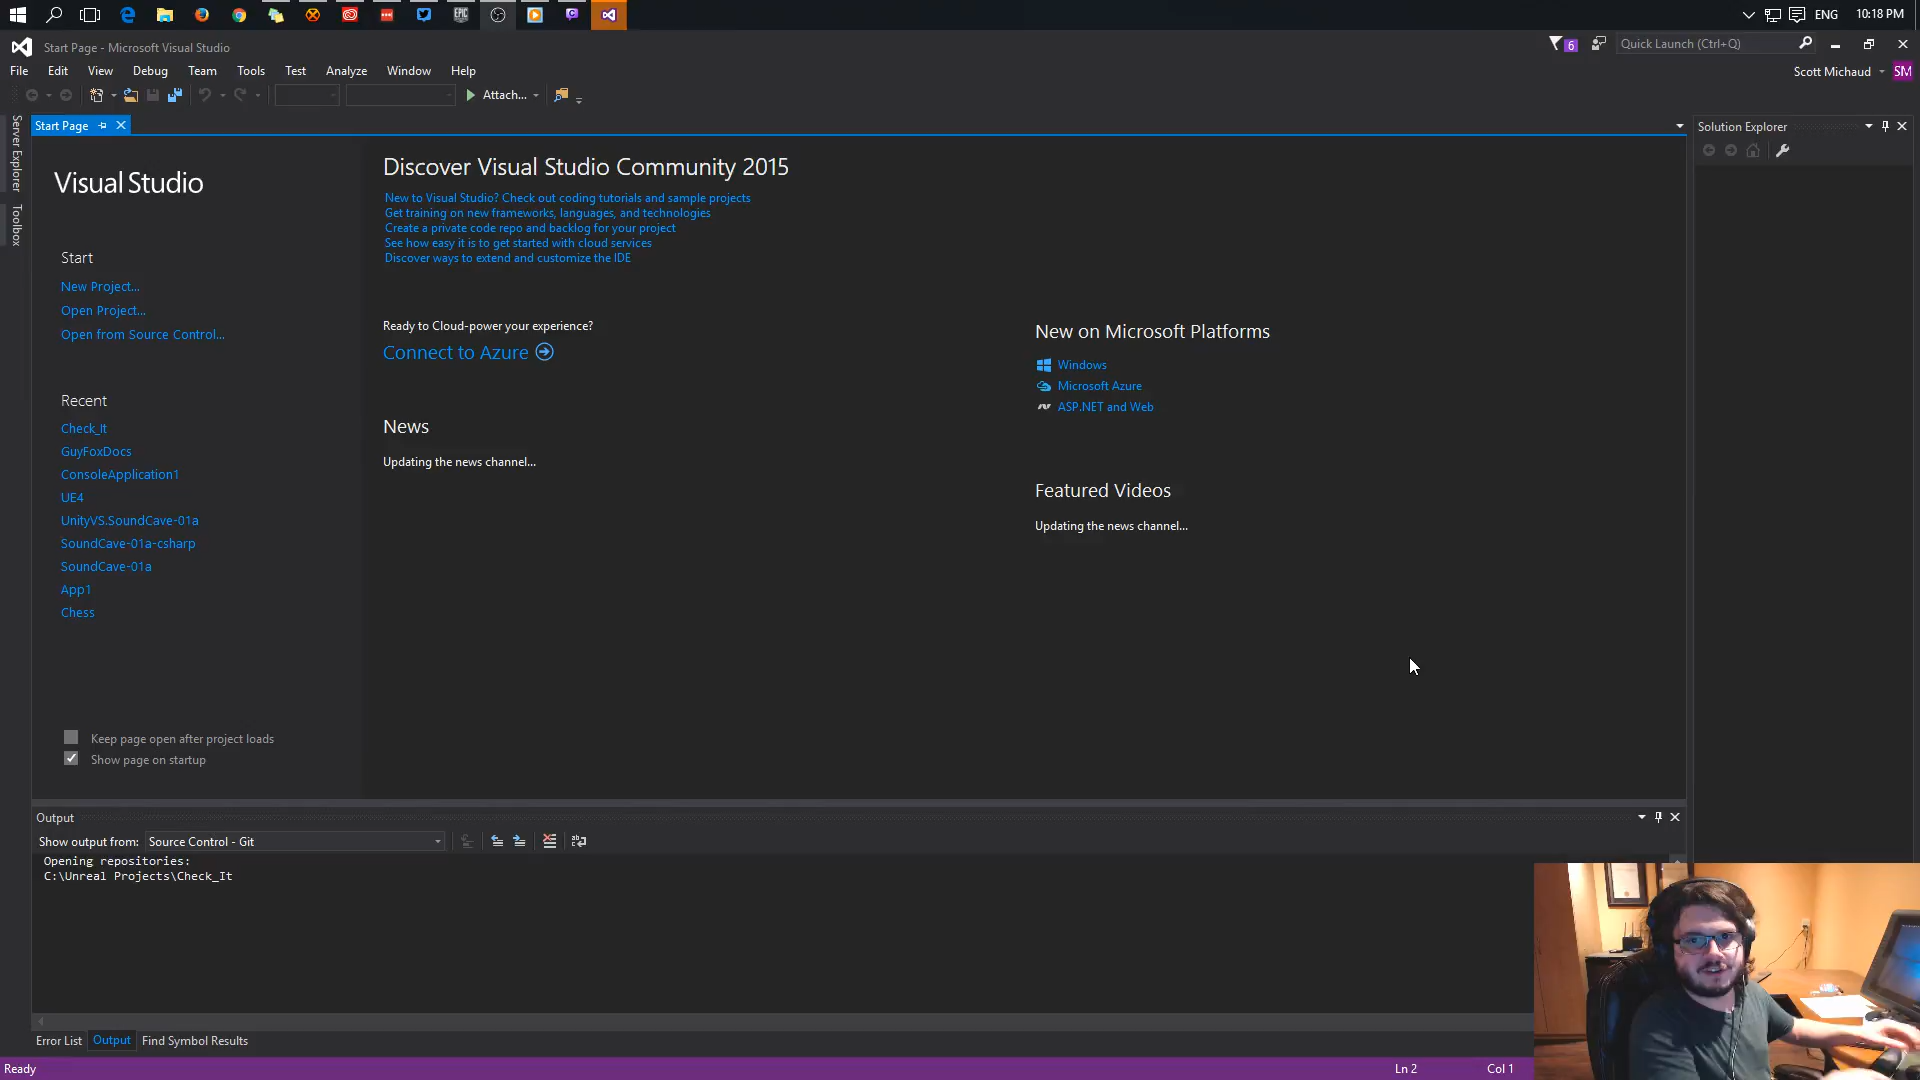 ENG
10:18 PM
Start Page - Microsoft Visual Studio
6
Quick Launch (Ctrl+Q)
File Edit View Debug Team Tools Test Analyze Window Help
Scott Michaud
SM
Attach...
Server Explorer
Toolbox
Start Page
Solution Explorer
Visual Studio
Start
New Project...
Open Project...
Open from Source Control...
Recent
Check_It
GuyFoxDocs
ConsoleApplication1
UE4
UnityVS.SoundCave-01a
SoundCave-01a-csharp
SoundCave-01a
App1
Chess
Keep page open after project loads
Show page on startup
Discover Visual Studio Community 2015
New to Visual Studio? Check out coding tutorials and sample projects
Get training on new frameworks, languages, and technologies
Create a private code repo and backlog for your project
See how easy it is to get started with cloud services
Discover ways to extend and customize the IDE
Ready to Cloud-power your experience?
Connect to Azure
News
Updating the news channel...
New on Microsoft Platforms
Windows
Microsoft Azure
ASP.NET and Web
Featured Videos
Updating the news channel...
Output
Show output from: Source Control - Git
Opening repositories:
C:\Unreal Projects\Check_It
Error List Output Find Symbol Results
Ready
Ln 2 Col 1